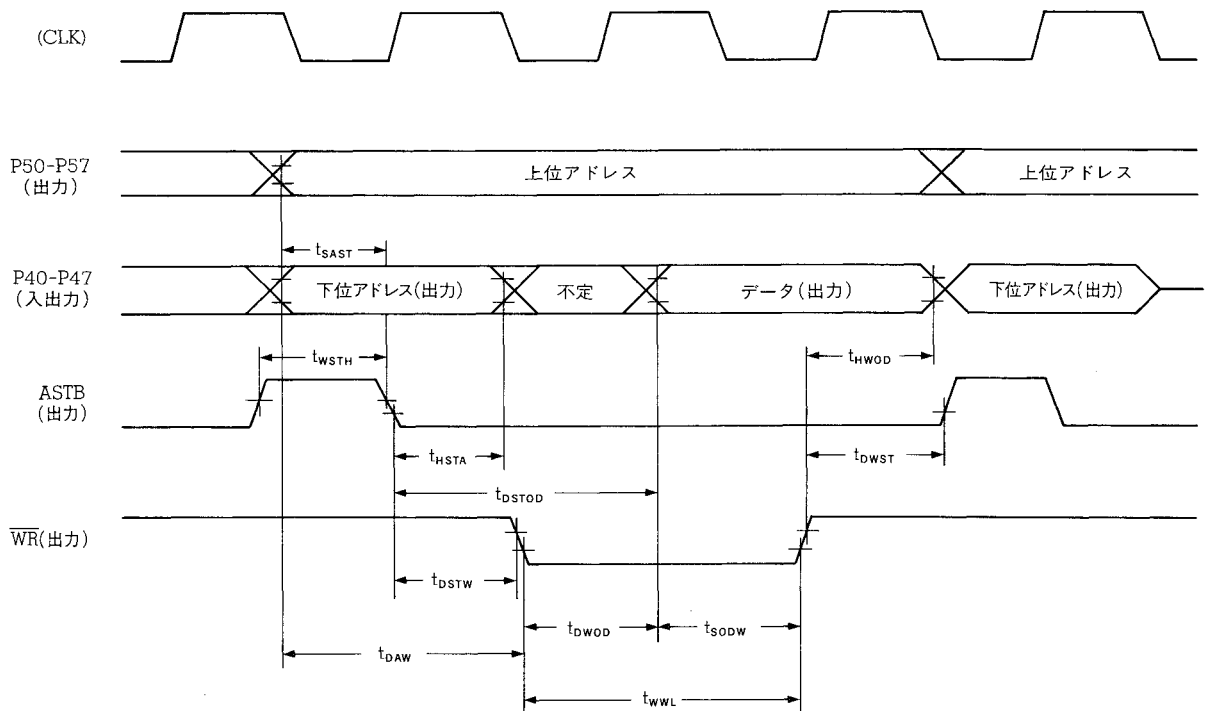 (CLK)
P50-P57
(出力)
上位アドレス
上位アドレス
tSAST
P40-P47
(入出力)
下位アドレス(出力)
不定
データ(出力)
下位アドレス(出力)
tWSTH
tHWOD
ASTB
(出力)
tHSTA
tDWST
tDSTOD
WR(出力)
tDSTW
tDWOD
tSODW
tDAW
tWWL